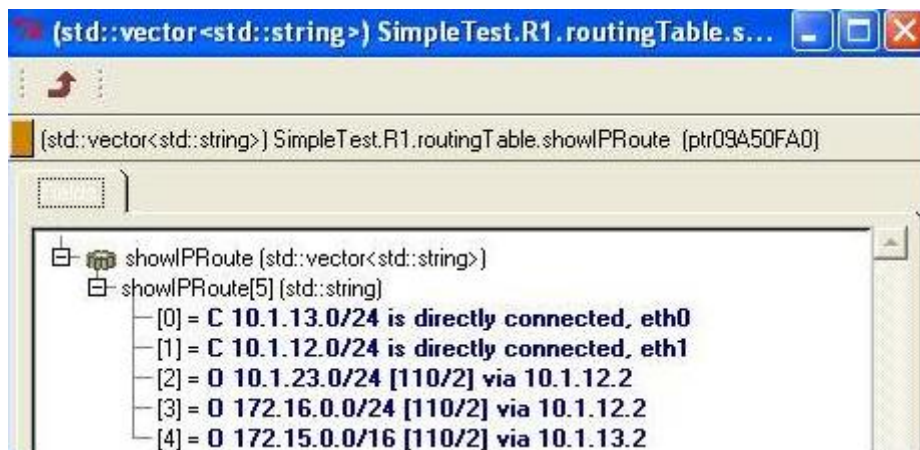 (std::vector<std::string>) SimpleTest.R1.routingTable.s...
(std::vector<std::string>) SimpleTest.R1.routingTable.showIPRoute (ptr09A50FA0)
Fields
showIPRoute (std::vector<std::string>)
showIPRoute[5] (std::string)
[0] = C 10.1.13.0/24 is directly connected, eth0
[1] = C 10.1.12.0/24 is directly connected, eth1
[2] = O 10.1.23.0/24 [110/2] via 10.1.12.2
[3] = O 172.16.0.0/24 [110/2] via 10.1.12.2
[4] = O 172.15.0.0/16 [110/2] via 10.1.13.2